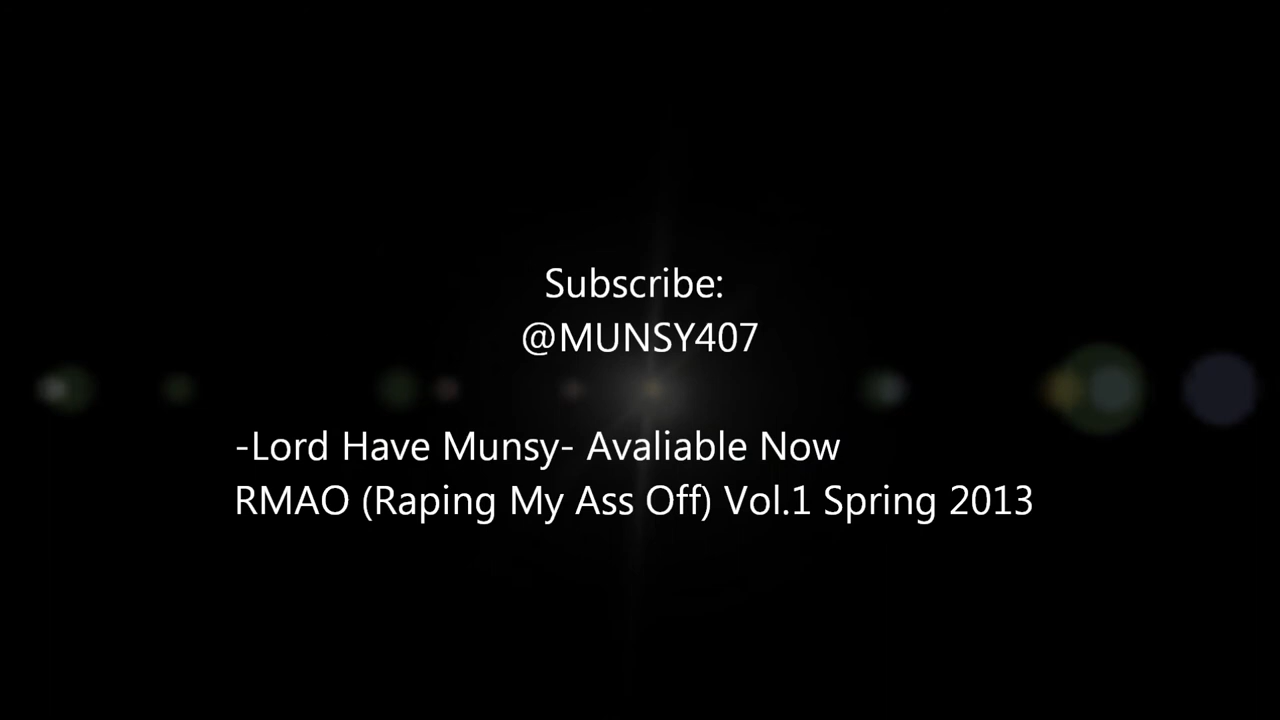 Subscribe:
@MUNSY407
-Lord Have Munsy- Avaliable Now
RMAO (Raping My Ass Off) Vol.1 Spring 2013